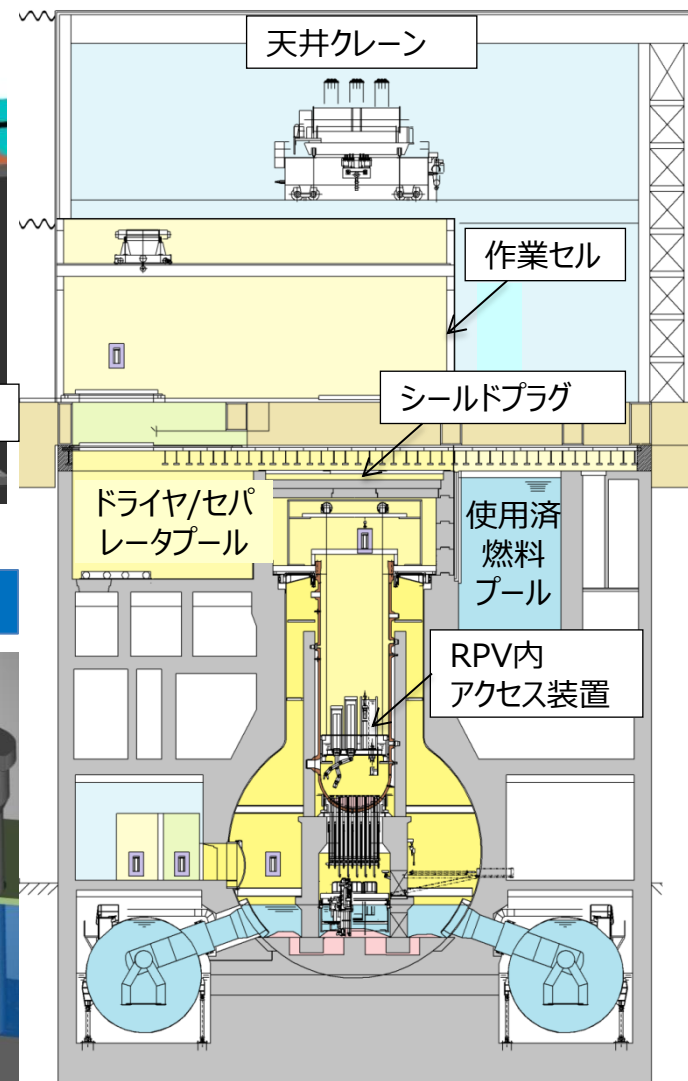 天井クレーン
作業セル
シールドプラグ
ドライヤ/セパ
レータプール
使用済
燃料
プール
RPV内
アクセス装置